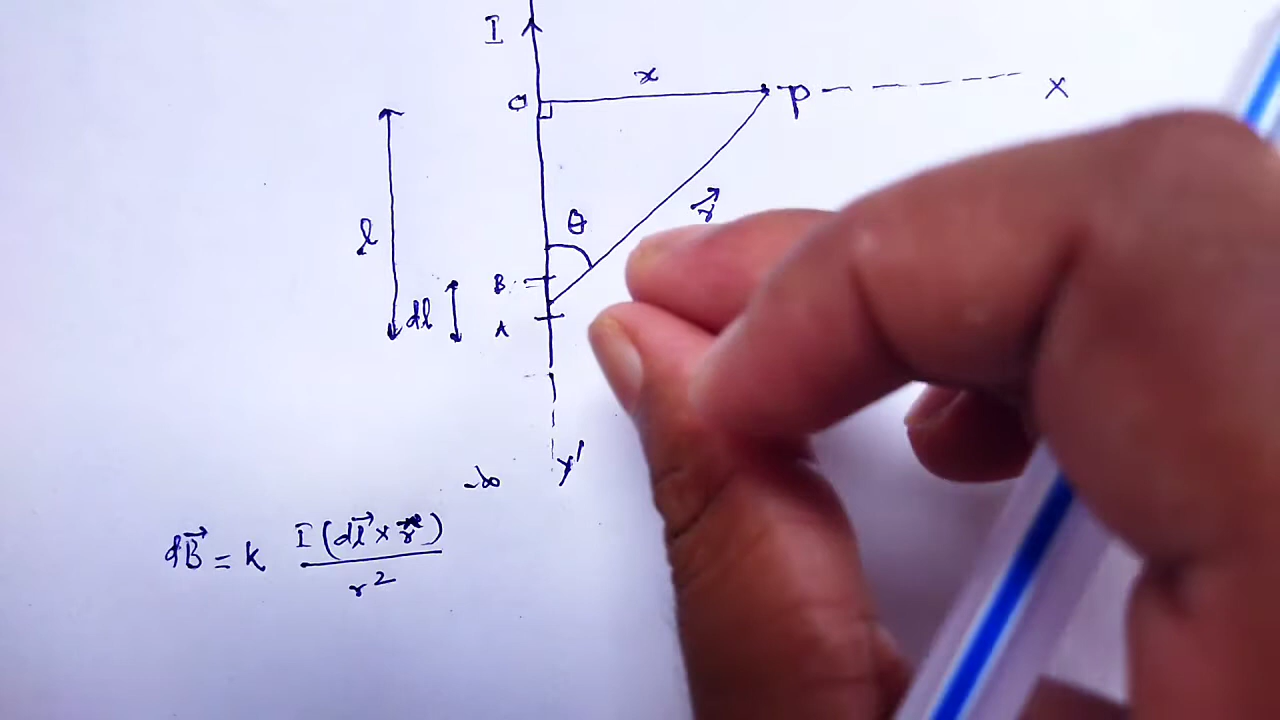 I
x
O
P
X
l
θ
r⃗
B
dl
A
-∞
y'
dB⃗ = k I(dl⃗ × r⃗) / r²